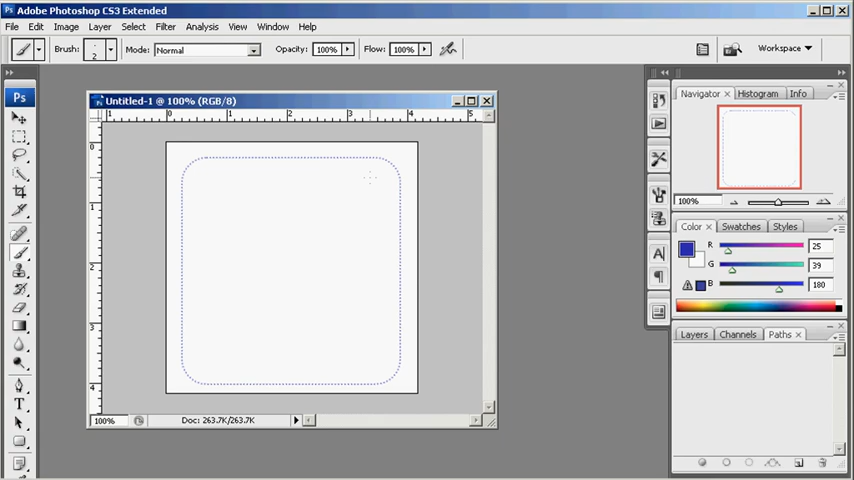 Ps Adobe Photoshop CS3 Extended
File Edit Image Layer Select Filter Analysis View Window Help
Brush: 2 Mode: Normal Opacity: 100% Flow: 100% Workspace
Ps
Untitled-1 @ 100% (RGB/8)
1 0 1 2 3 4 5
0
1
2
3
4
100% Doc: 263.7K/263.7K
T
Navigator x Histogram Info
100%
Color x Swatches Styles
R 25
G 39
B 180
A
Layers Channels Paths x